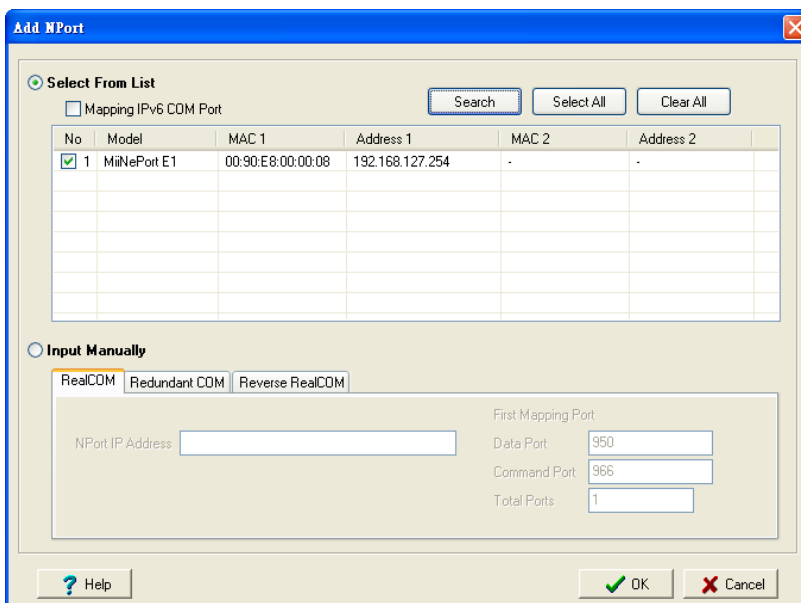 Add NPort
Select From List
Mapping IPv6 COM Port
Search
Select All
Clear All
No Model MAC 1 Address 1 MAC 2 Address 2
1 MiiNePort E1 00:90:E8:00:00:08 192.168.127.254 - -
Input Manually
RealCOM Redundant COM Reverse RealCOM
First Mapping Port
NPort IP Address
Data Port 950
Command Port 966
Total Ports 1
? Help
OK
Cancel